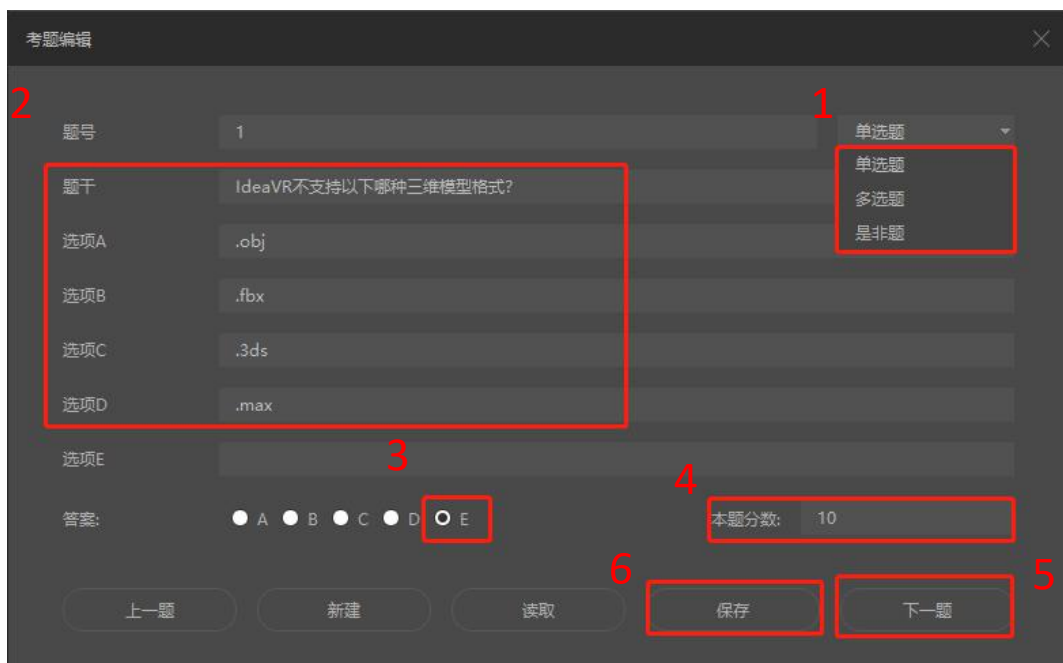 考题编辑
2
1
题号 1 单选题
单选题
题干 IdeaVR不支持以下哪种三维模型格式?
多选题
是非题
选项A .obj
选项B .fbx
选项C .3ds
选项D .max
3
选项E
4
答案: A B C D E 本题分数: 10
6
5
上一题 新建 读取 保存 下一题